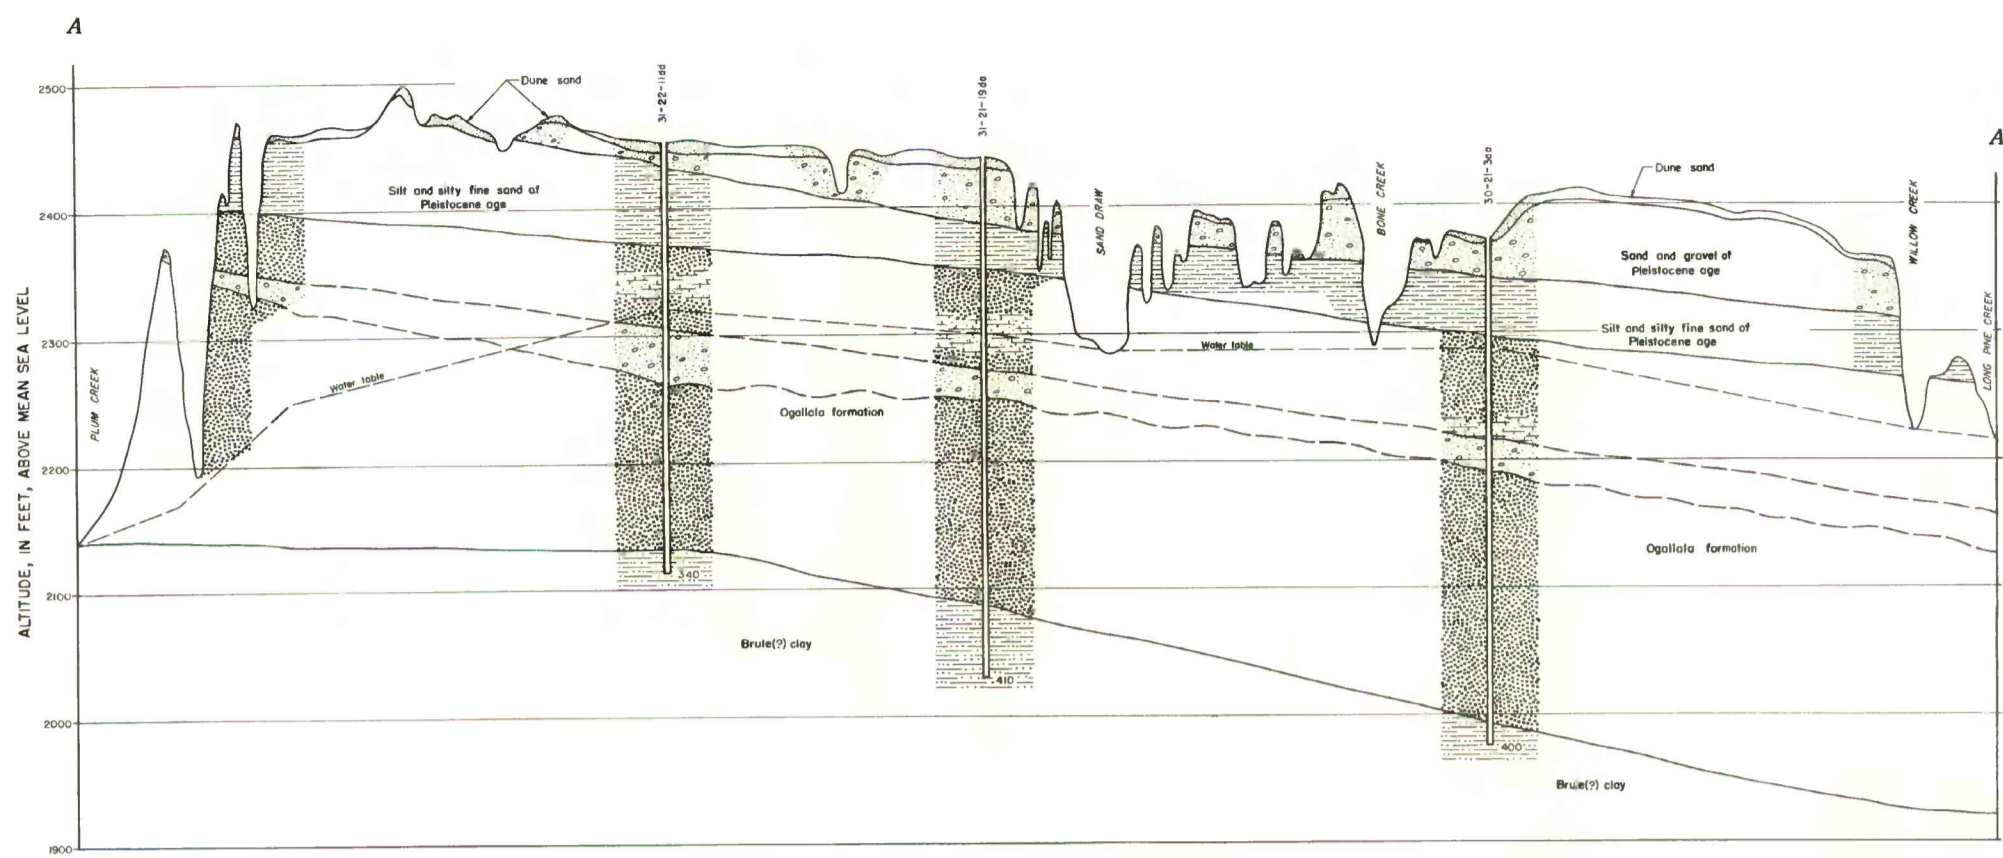 A
A
2500
2400
2300
2200
2100
2000
1900
ALTITUDE, IN FEET, ABOVE MEAN SEA LEVEL
PLUM CREEK
Dune sand
31-22-11dd
31-21-19da
SAND DRAW
BONE CREEK
30-21-3aa
Dune sand
WILLOW CREEK
LONG PINE CREEK
Silt and silty fine sand of
Pleistocene age
Sand and gravel of
Pleistocene age
Silt and silty fine sand of
Pleistocene age
Water table
Water table
Ogallala formation
Ogallala formation
340
410
400
Brule(?) clay
Brule(?) clay